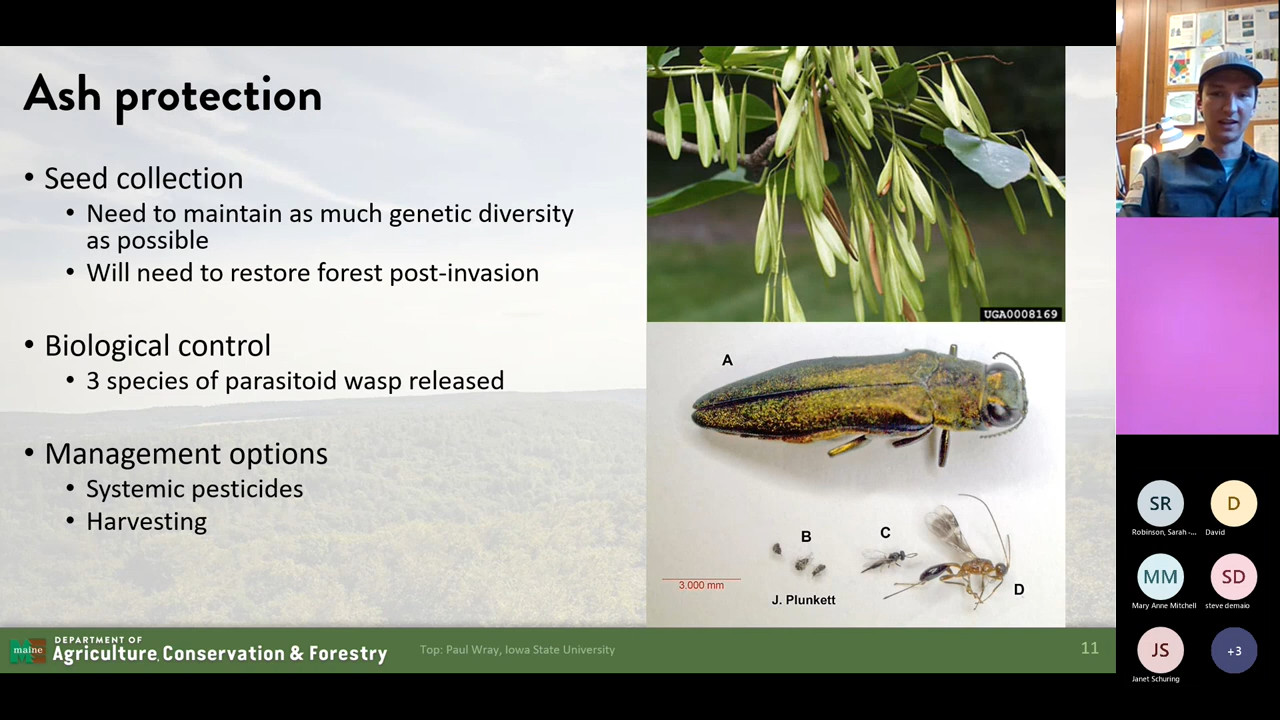 Ash protection
• Seed collection
• Need to maintain as much genetic diversity
as possible
• Will need to restore forest post-invasion
• Biological control
• 3 species of parasitoid wasp released
• Management options
• Systemic pesticides
• Harvesting
UGA0008169
A
B
C
D
3.000 mm
J. Plunkett
maine
DEPARTMENT OF
Agriculture, Conservation & Forestry
Top: Paul Wray, Iowa State University
11
SR
D
Robinson, Sarah -...
David
MM
SD
Mary Anne Mitchell
steve demaio
JS
+3
Janet Schuring